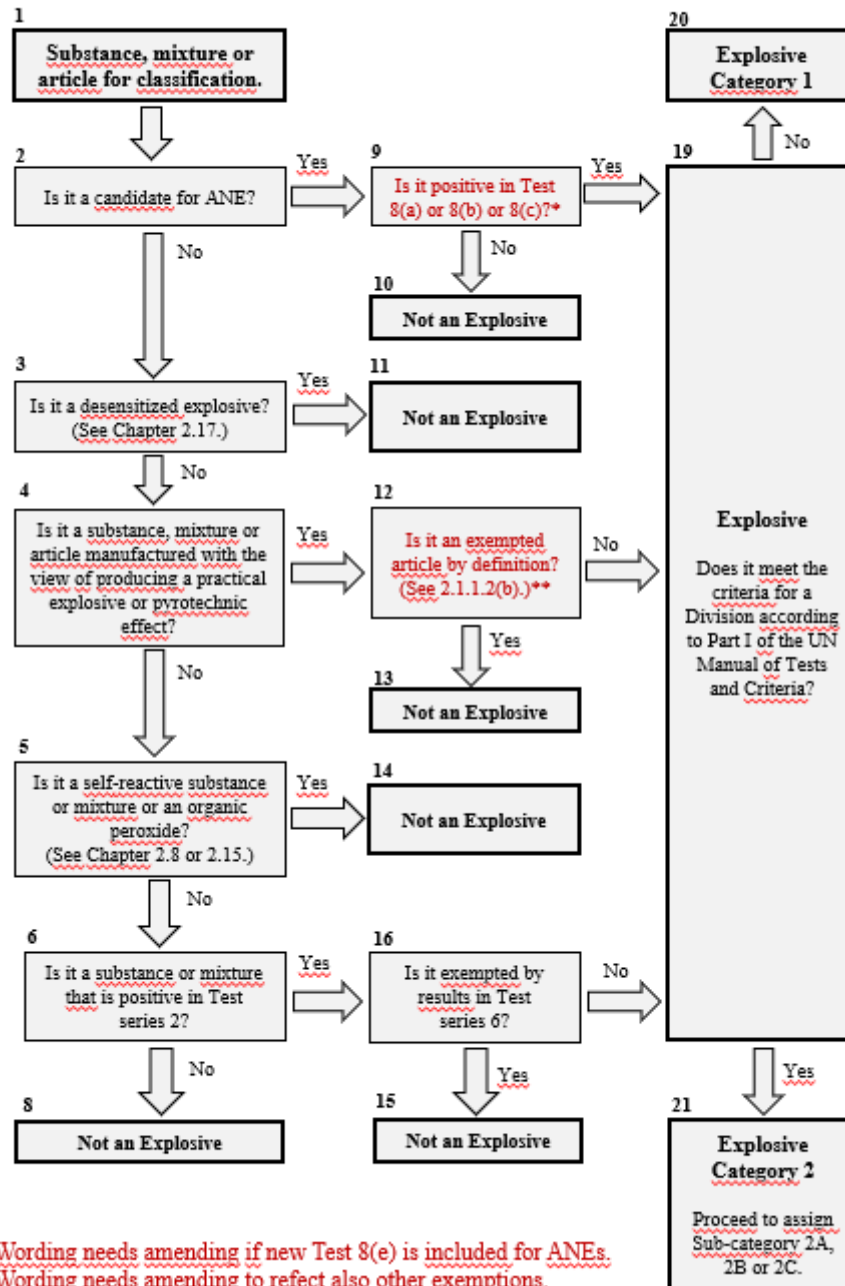 1
Substance, mixture or
article for classification.
20
Explosive
Category 1
No
2
Is it a candidate for ANE?
Yes
9
Is it positive in Test
8(a) or 8(b) or 8(c)?*
Yes
19
No
No
10
Not an Explosive
3
Is it a desensitized explosive?
(See Chapter 2.17.)
Yes
11
Not an Explosive
No
4
Is it a substance, mixture or
article manufactured with the
view of producing a practical
explosive or pyrotechnic
effect?
Yes
12
Is it an exempted
article by definition?
(See 2.1.1.2(b).)**
No
Explosive
Does it meet the
criteria for a
Division according
to Part I of the UN
Manual of Tests
and Criteria?
No
Yes
13
Not an Explosive
5
Is it a self-reactive substance
or mixture or an organic
peroxide?
(See Chapter 2.8 or 2.15.)
Yes
14
Not an Explosive
No
6
Is it a substance or mixture
that is positive in Test
series 2?
Yes
16
Is it exempted by
results in Test
series 6?
No
No
Yes
Yes
8
Not an Explosive
15
Not an Explosive
21
Explosive
Category 2
Proceed to assign
Sub-category 2A,
2B or 2C.
Wording needs amending if new Test 8(e) is included for ANEs.
Wording needs amending to refect also other exemptions.